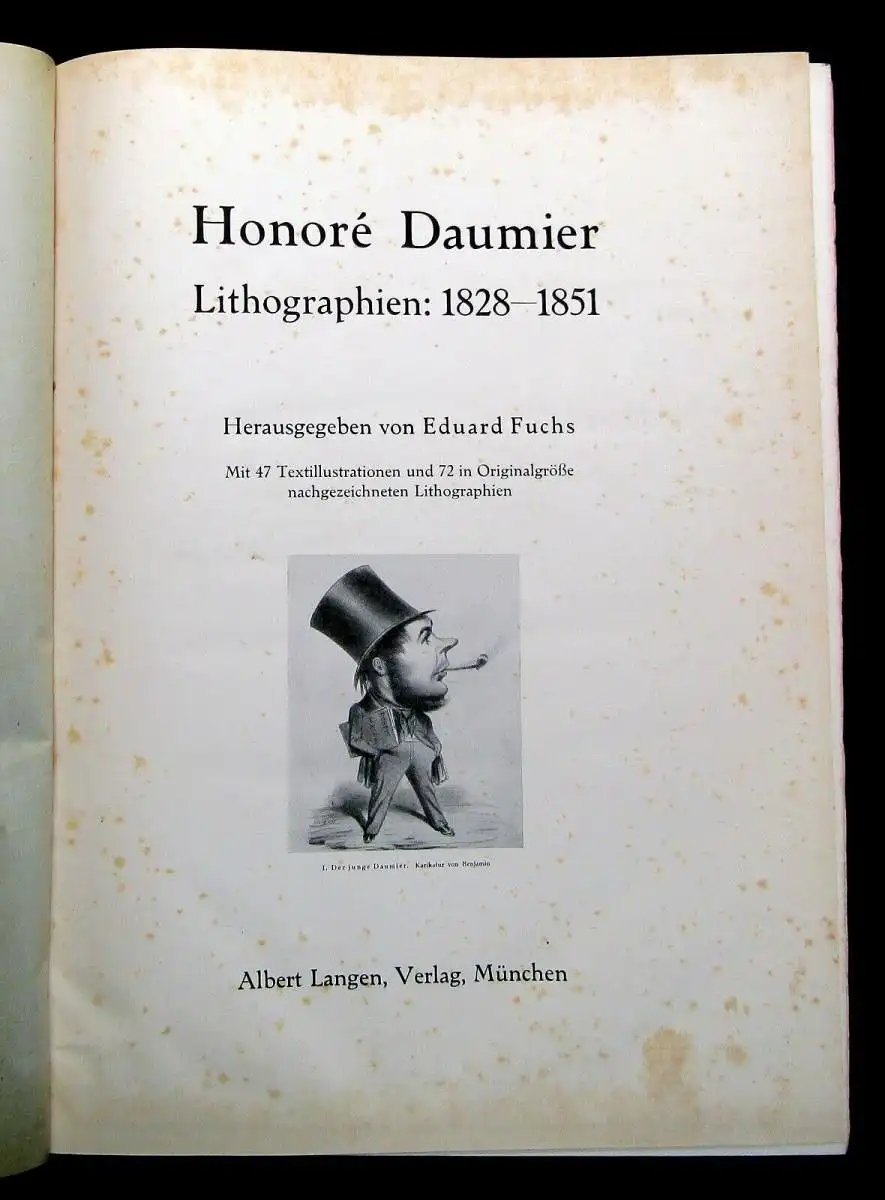 Honoré Daumier
Lithographien: 1828—1851
Herausgegeben von Eduard Fuchs
Mit 47 Textillustrationen und 72 in Originalgröße
nachgezeichneten Lithographien
1. Der junge Daumier. Karikatur von Benjamin
Albert Langen, Verlag, München